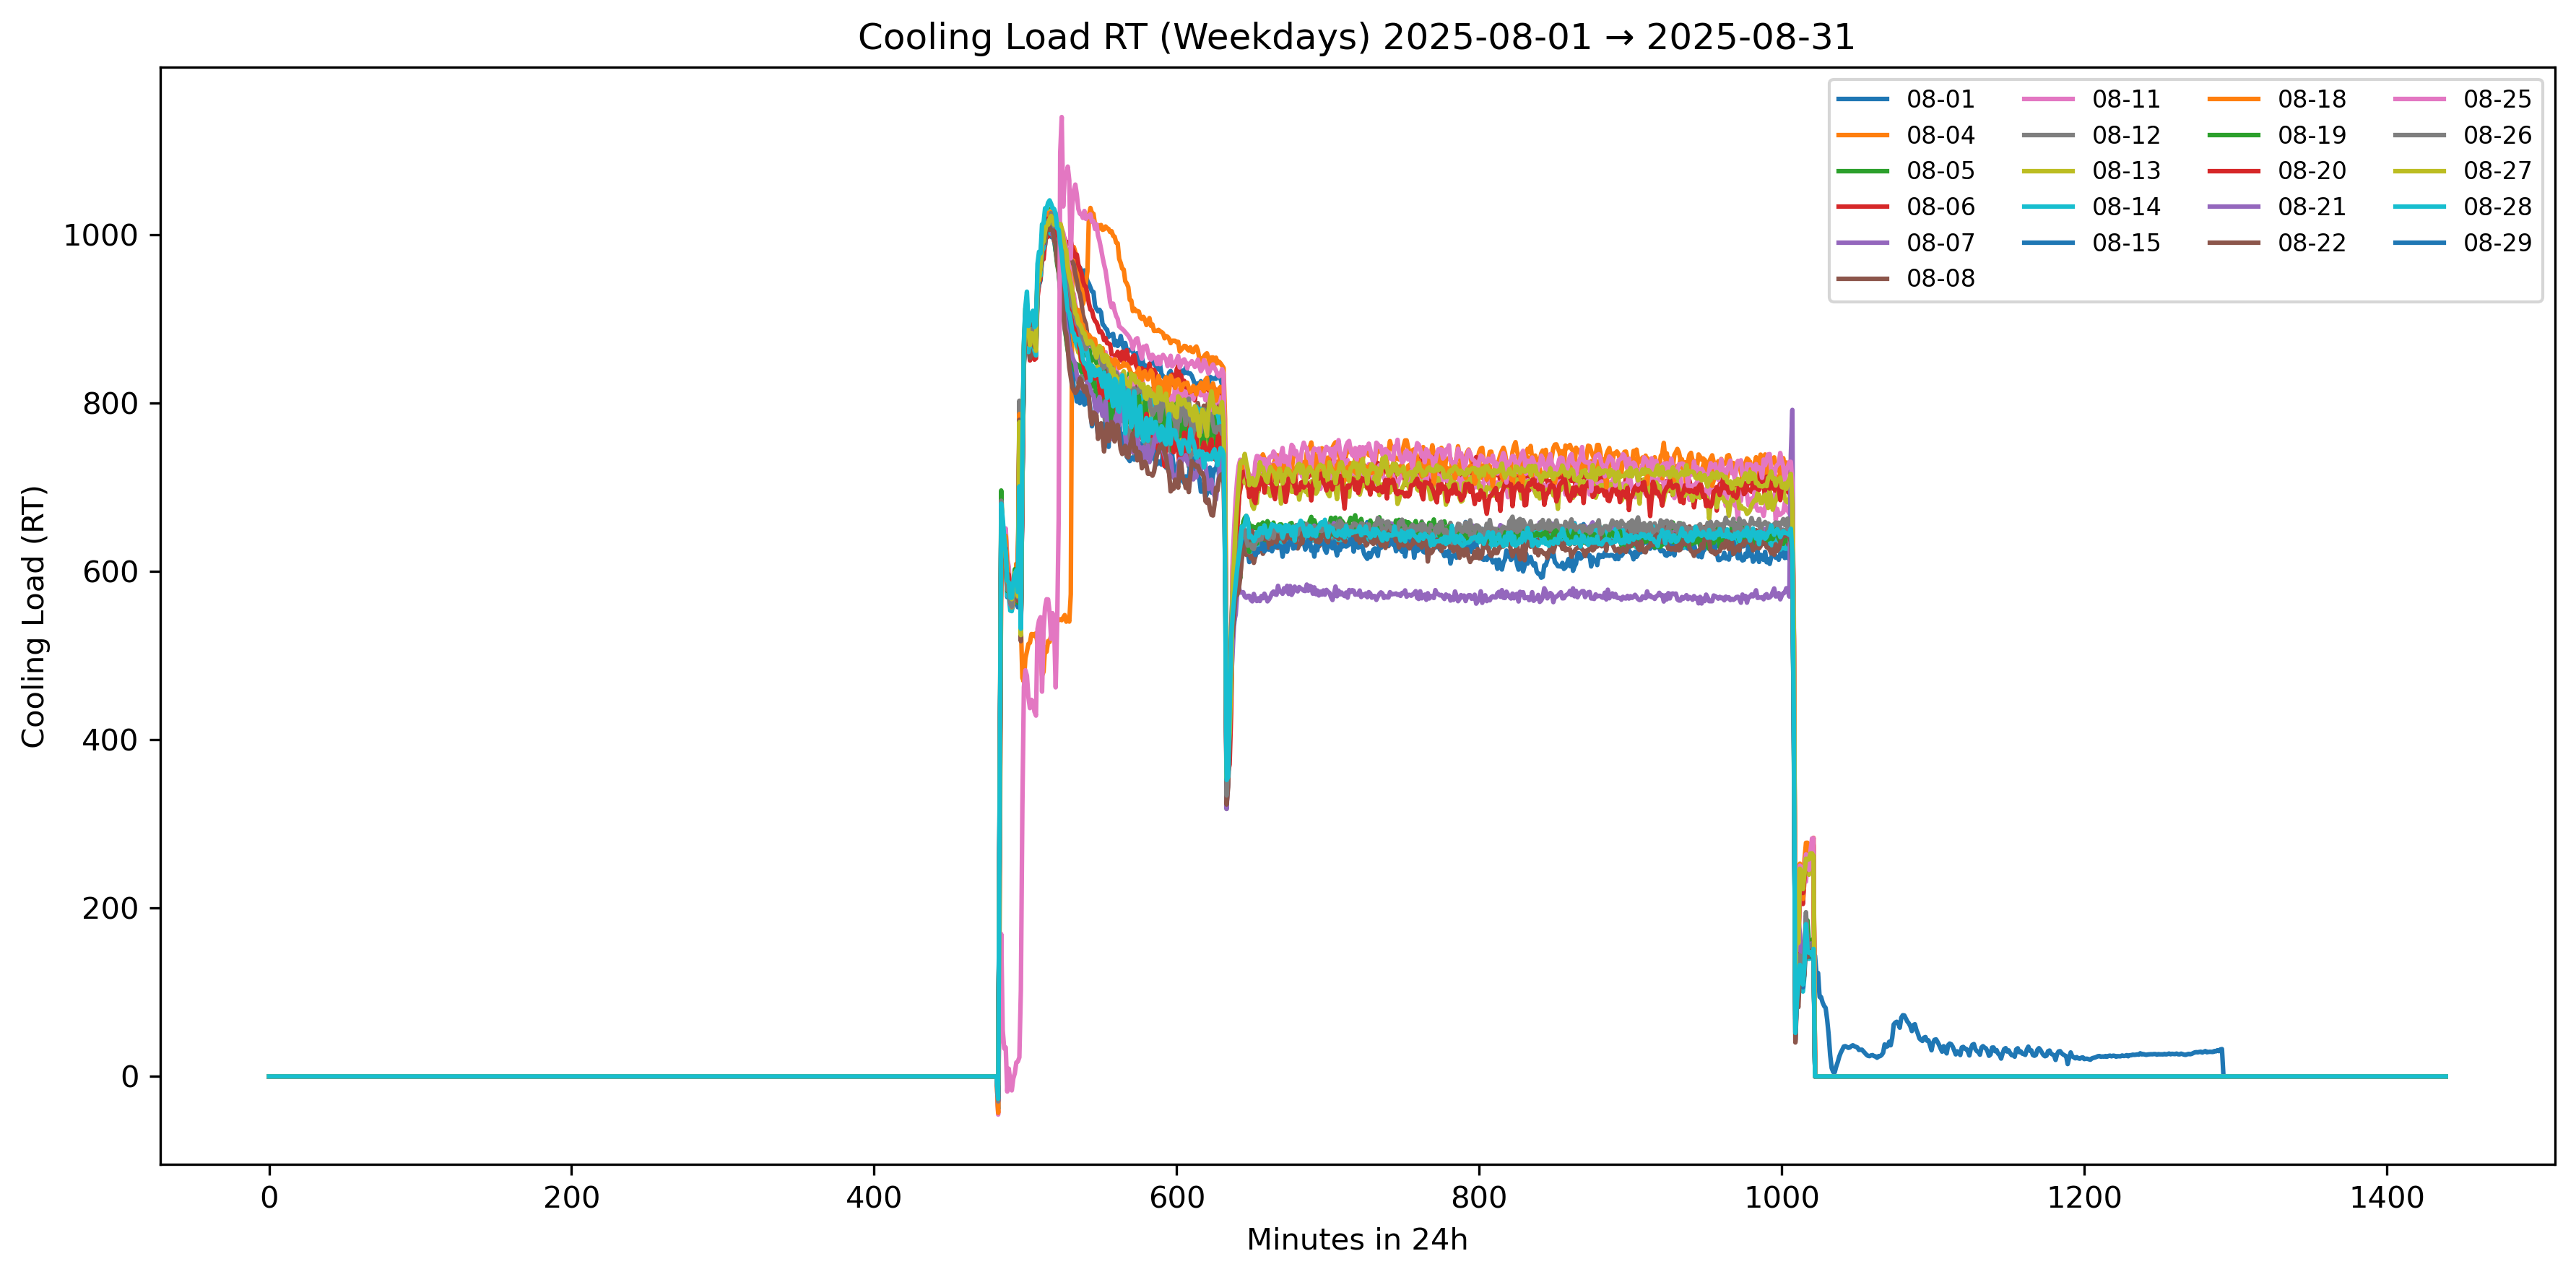 Cooling Load RT (Weekdays) 2025-08-01 → 2025-08-31
Cooling Load (RT)
1000
800
600
400
200
0
08-01 08-11 08-18 08-25
08-04 08-12 08-19 08-26
08-05 08-13 08-20 08-27
08-06 08-14 08-21 08-28
08-07 08-15 08-22 08-29
08-08
0 200 400 600 800 1000 1200 1400
Minutes in 24h